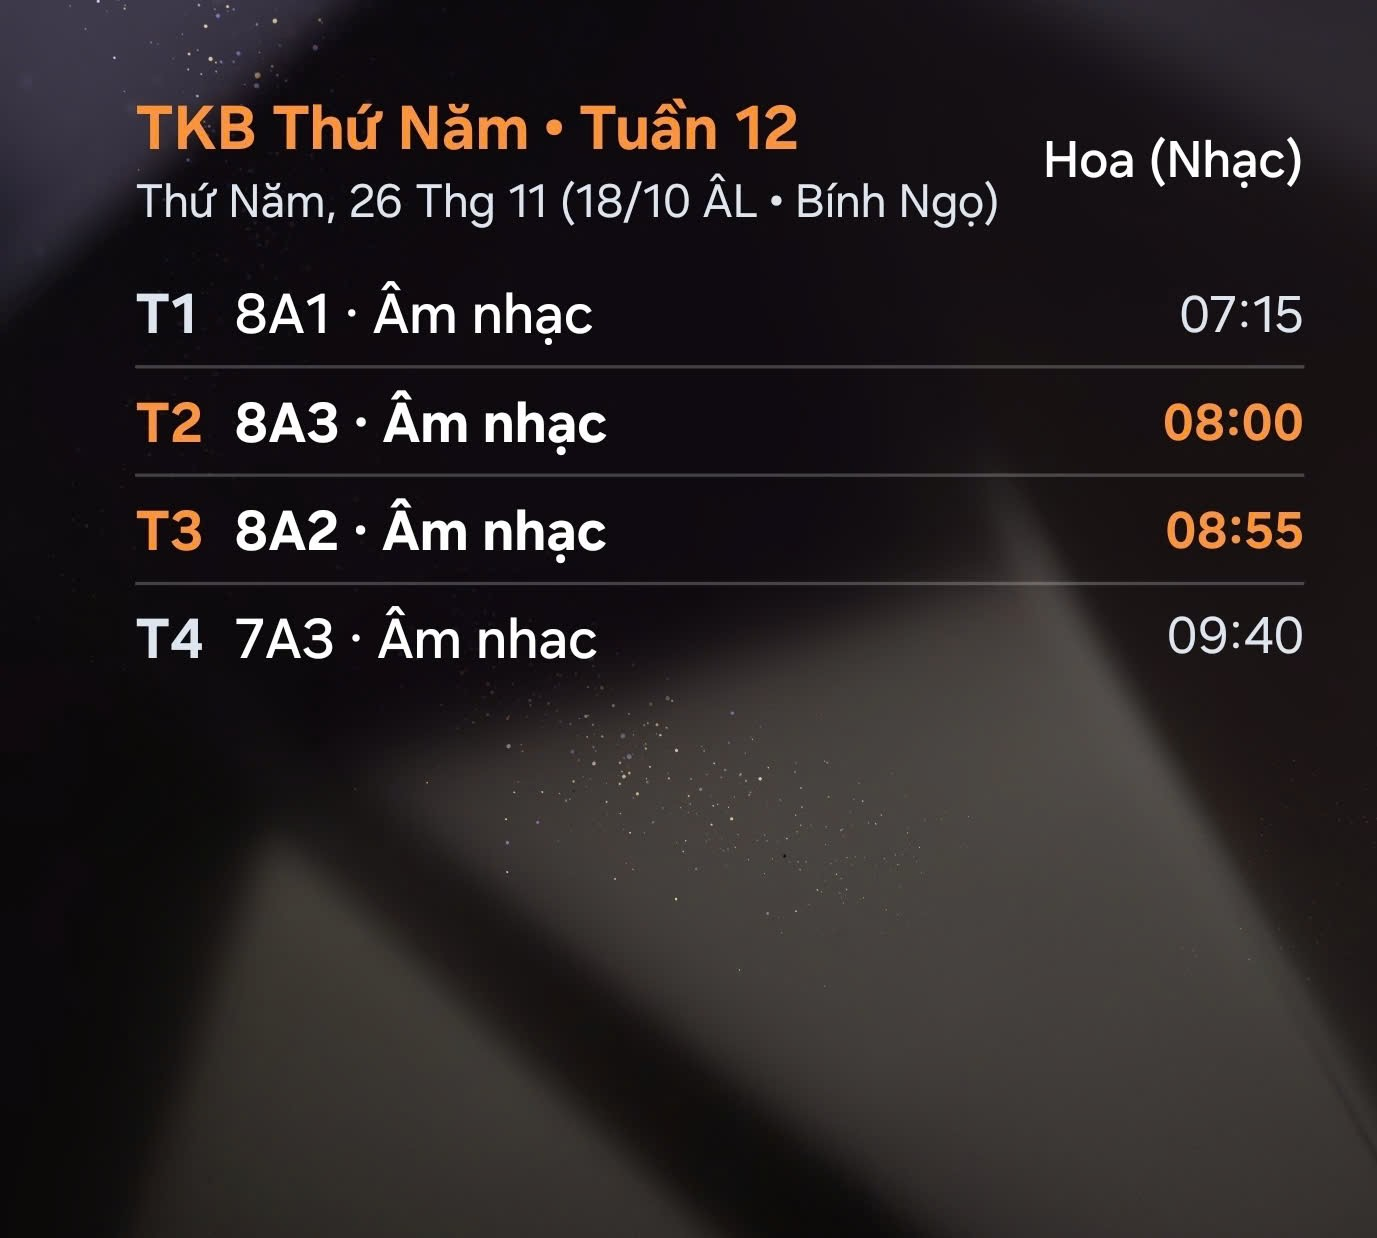 TKB Thứ Năm • Tuần 12
Hoa (Nhạc)
Thứ Năm, 26 Thg 11 (18/10 ÂL • Bính Ngọ)
T1 8A1 · Âm nhạc 07:15
T2 8A3 · Âm nhạc 08:00
T3 8A2 · Âm nhạc 08:55
T4 7A3 · Âm nhac 09:40